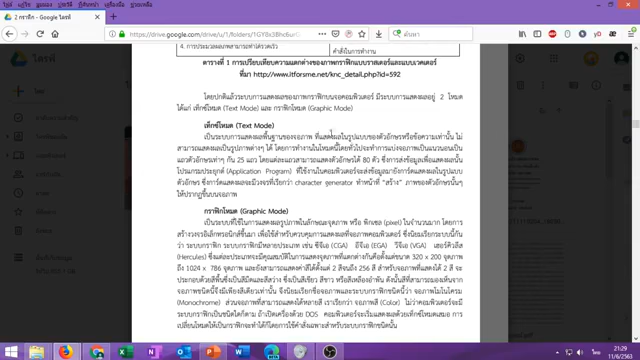 2 กราฟิก - Google ไดรฟ์
https://drive.google.com/drive/u/1/folders/1GY8x3Bhc6url
ไดรฟ์
4. การประมวลผลภาพสามารถทำได้รวดเร็ว
คำสั่งในการทำงาน
ตารางที่ 1 การเปรียบเทียบความแตกต่างของภาพกราฟิกแบบราสเตอร์และแบบเวคเตอร์
ที่มา http://www.itforsme.net/knc_detail.php?id=592
โดยปกติแล้วระบบการแสดงผลของภาพกราฟิกบนจอคอมพิวเตอร์ มีระบบการแสดงผลอยู่ 2 โหมด
ได้แก่ เท็กซ์โหมด (Text Mode) และ กราฟิกโหมด (Graphic Mode)
เท็กซ์โหมด (Text Mode)
เป็นระบบการแสดงผลพื้นฐานของจอภาพ ที่แสดงผลในรูปแบบของตัวอักษรหรือข้อความเท่านั้น ไม่
สามารถแสดงผลเป็นรูปภาพต่างๆ ได้ โดยการทำงานในโหมดนี้โดยทั่วไปจะทำการแบ่งจอภาพเป็นแนวนอนเป็น
แถวตัวอักษรเท่าๆ กัน 25 แถว โดยแต่ละแถวสามารถแสดงตัวอักษรได้ 80 ตัว ซึ่งการส่งข้อมูลเพื่อแสดงผลนั้น
โปรแกรมประยุกต์ (Application Program) ที่ใช้งานในคอมพิวเตอร์จะส่งข้อมูลมายังการ์ดแสดงผลในรูปแบบ
ตัวอักษร ซึ่งการ์ดแสดงผลจะมีวงจรที่เรียกว่า character generator ทำหน้าที่ "สร้าง" ภาพของตัวอักษรนั้นๆ
ให้ปรากฏขึ้นบนจอภาพ
กราฟิกโหมด (Graphic Mode)
เป็นระบบที่ใช้ในการแสดงผลรูปภาพในลักษณะจุดภาพ หรือ พิกเซล (pixel) ในจำนวนมาก โดยการ
สร้างวงจรอิเล็กทรอนิกส์ขึ้นมา เพื่อใช้สำหรับควบคุมการแสดงผลที่จอภาพคอมพิวเตอร์ ซึ่งนิยมเรียกระบบนี้กัน
ว่า ระบบกราฟิก ระบบกราฟิกมีหลายประเภท เช่น ซีจีเอ (CGA) อีจีเอ (EGA) วีจีเอ (VGA) เฮอร์คิวลีส
(Hercules) ซึ่งแต่ละประเภทจะมีคุณสมบัติในการแสดงจุดภาพที่แตกต่างกันคือตั้งแต่ขนาด 320 x 200 จุดภาพ
ถึง 1024 x 786 จุดภาพ และยังสามารถแสดงค่าสีได้ตั้งแต่ 2 สีจนถึง 256 สี สำหรับจอภาพที่แสดงได้ 2 สี จะ
ประกอบด้วยสีพื้นซึ่งเป็นสีมืดและสีสว่าง ซึ่งเป็นสีเขียว สีขาว หรือสีเหลืองอำพัน ดังนั้นสีที่สามารถมองเห็นจาก
จอภาพชนิดนี้จึงมีเพียงสีเดียวเท่านั้น จึงนิยมเรียกชื่อจอภาพและระบบกราฟิกชนิดนี้ว่า จอภาพโมโนโครม
(Monochrome) ส่วนจอภาพที่สามารถแสดงได้หลายสี เราเรียกว่า จอภาพสี (Color) ไม่ว่าคอมพิวเตอร์จะมี
ระบบกราฟิกเป็นชนิดใดก็ตาม ถ้าเปิดเครื่องด้วย DOS คอมพิวเตอร์จะเริ่มแสดงผลด้วยเท็กซ์โหมดเสมอ การ
เปลี่ยนโหมดให้เป็นกราฟิกจะทำได้ก็โดยการใช้คำสั่งเฉพาะสำหรับระบบกราฟิกชนิดนั้น
21:29
11/6/2563